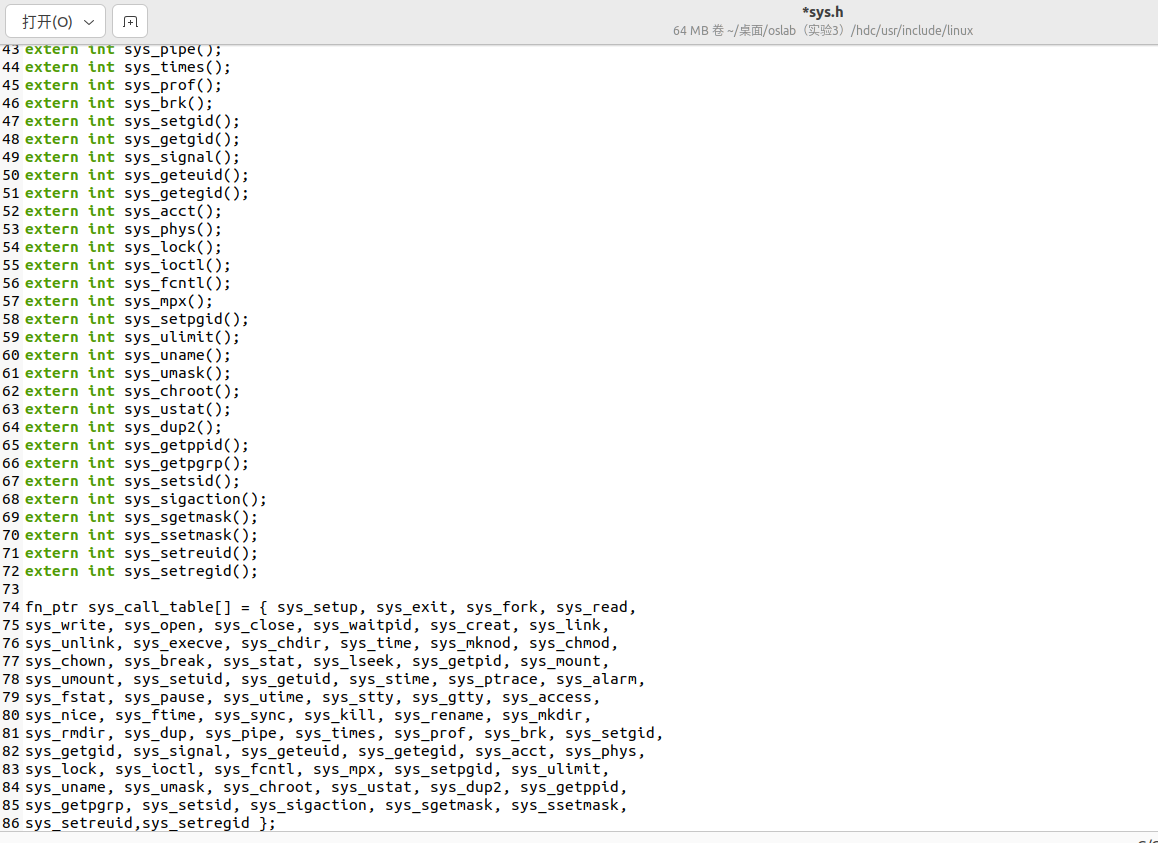 打开(O)
*sys.h
64 MB 卷 ~/桌面/oslab（实验3）/hdc/usr/include/linux
43 extern int sys_pipe();
44 extern int sys_times();
45 extern int sys_prof();
46 extern int sys_brk();
47 extern int sys_setgid();
48 extern int sys_getgid();
49 extern int sys_signal();
50 extern int sys_geteuid();
51 extern int sys_getegid();
52 extern int sys_acct();
53 extern int sys_phys();
54 extern int sys_lock();
55 extern int sys_ioctl();
56 extern int sys_fcntl();
57 extern int sys_mpx();
58 extern int sys_setpgid();
59 extern int sys_ulimit();
60 extern int sys_uname();
61 extern int sys_umask();
62 extern int sys_chroot();
63 extern int sys_ustat();
64 extern int sys_dup2();
65 extern int sys_getppid();
66 extern int sys_getpgrp();
67 extern int sys_setsid();
68 extern int sys_sigaction();
69 extern int sys_sgetmask();
70 extern int sys_ssetmask();
71 extern int sys_setreuid();
72 extern int sys_setregid();
73
74 fn_ptr sys_call_table[] = { sys_setup, sys_exit, sys_fork, sys_read,
75 sys_write, sys_open, sys_close, sys_waitpid, sys_creat, sys_link,
76 sys_unlink, sys_execve, sys_chdir, sys_time, sys_mknod, sys_chmod,
77 sys_chown, sys_break, sys_stat, sys_lseek, sys_getpid, sys_mount,
78 sys_umount, sys_setuid, sys_getuid, sys_stime, sys_ptrace, sys_alarm,
79 sys_fstat, sys_pause, sys_utime, sys_stty, sys_gtty, sys_access,
80 sys_nice, sys_ftime, sys_sync, sys_kill, sys_rename, sys_mkdir,
81 sys_rmdir, sys_dup, sys_pipe, sys_times, sys_prof, sys_brk, sys_setgid,
82 sys_getgid, sys_signal, sys_geteuid, sys_getegid, sys_acct, sys_phys,
83 sys_lock, sys_ioctl, sys_fcntl, sys_mpx, sys_setpgid, sys_ulimit,
84 sys_uname, sys_umask, sys_chroot, sys_ustat, sys_dup2, sys_getppid,
85 sys_getpgrp, sys_setsid, sys_sigaction, sys_sgetmask, sys_ssetmask,
86 sys_setreuid,sys_setregid };